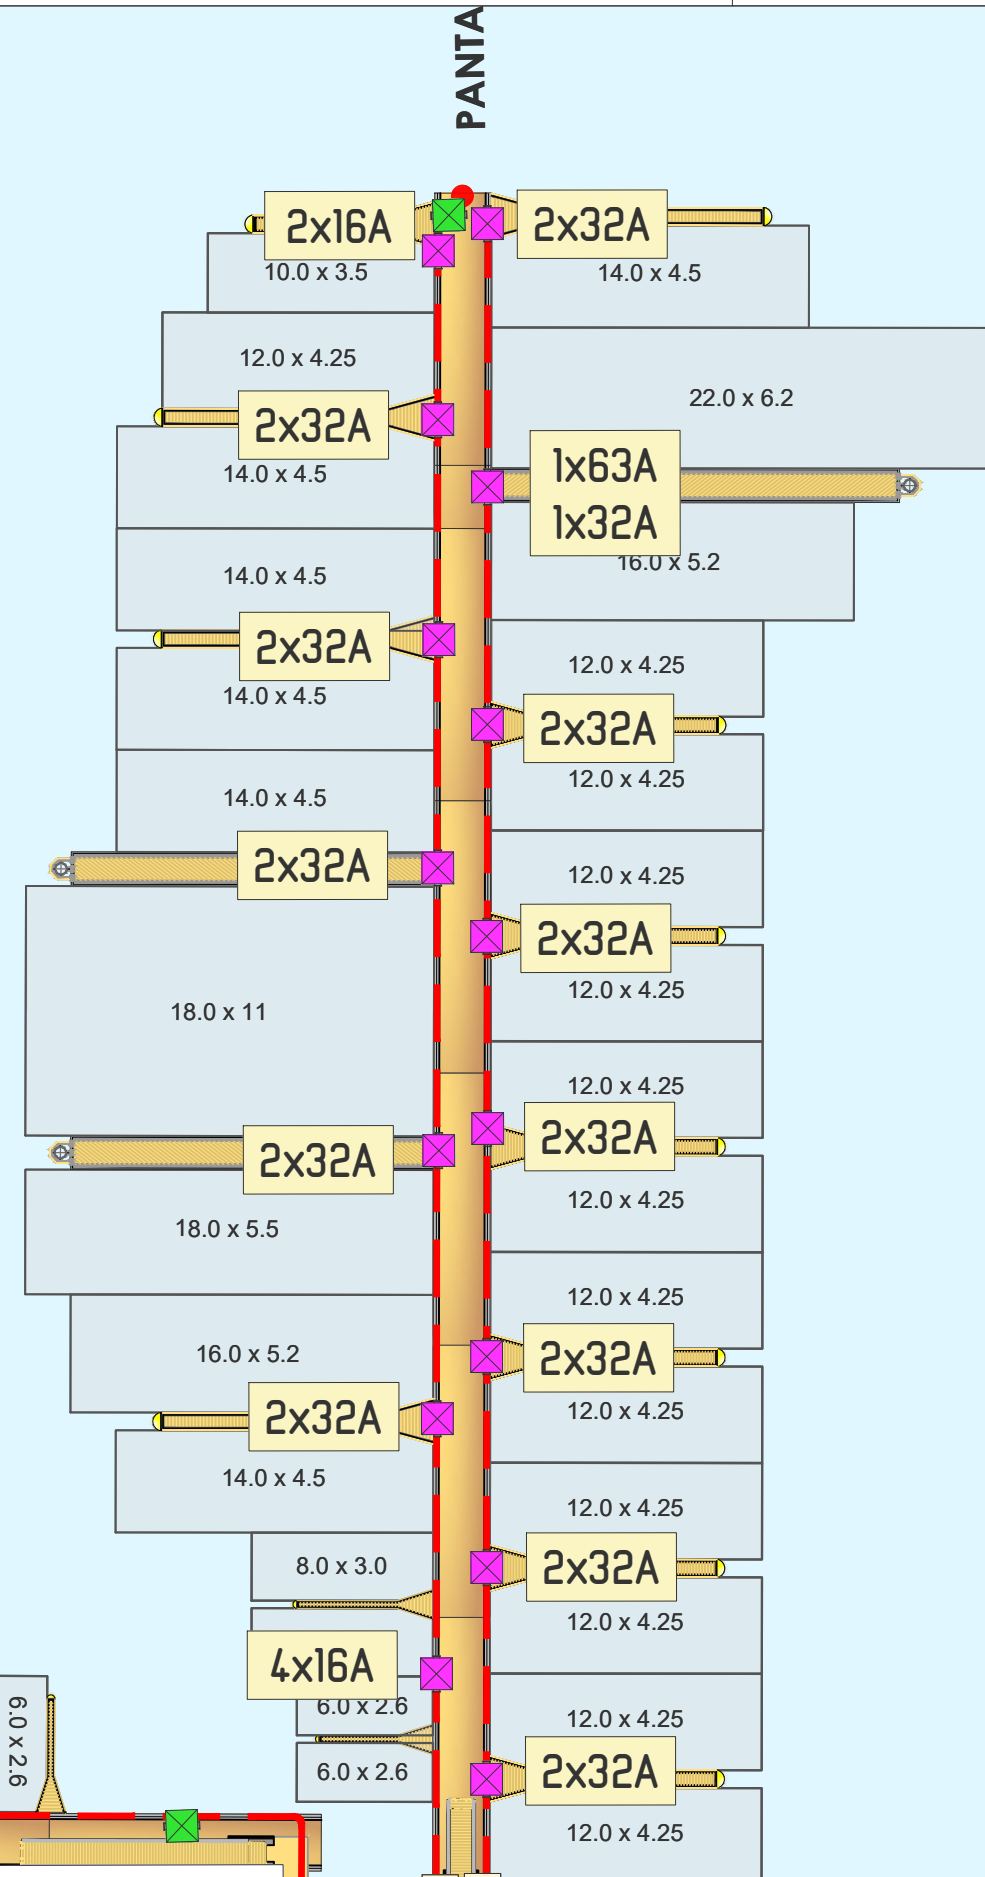 PANTA
2x16A
2x32A
10.0 x 3.5
14.0 x 4.5
12.0 x 4.25
22.0 x 6.2
2x32A
14.0 x 4.5
1x63A
1x32A
16.0 x 5.2
14.0 x 4.5
2x32A
12.0 x 4.25
14.0 x 4.5
2x32A
12.0 x 4.25
14.0 x 4.5
2x32A
12.0 x 4.25
2x32A
12.0 x 4.25
18.0 x 11
12.0 x 4.25
2x32A
2x32A
12.0 x 4.25
18.0 x 5.5
12.0 x 4.25
16.0 x 5.2
2x32A
12.0 x 4.25
2x32A
14.0 x 4.5
12.0 x 4.25
8.0 x 3.0
2x32A
12.0 x 4.25
4x16A
6.0 x 2.6
12.0 x 4.25
6.0 x 2.6
6.0 x 2.6
2x32A
12.0 x 4.25